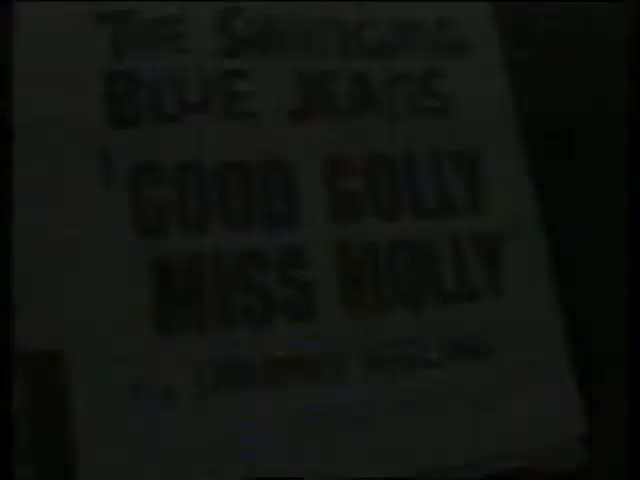 THE SWINGING
BLUE JEANS
GOOD GOLLY
MISS MOLLY